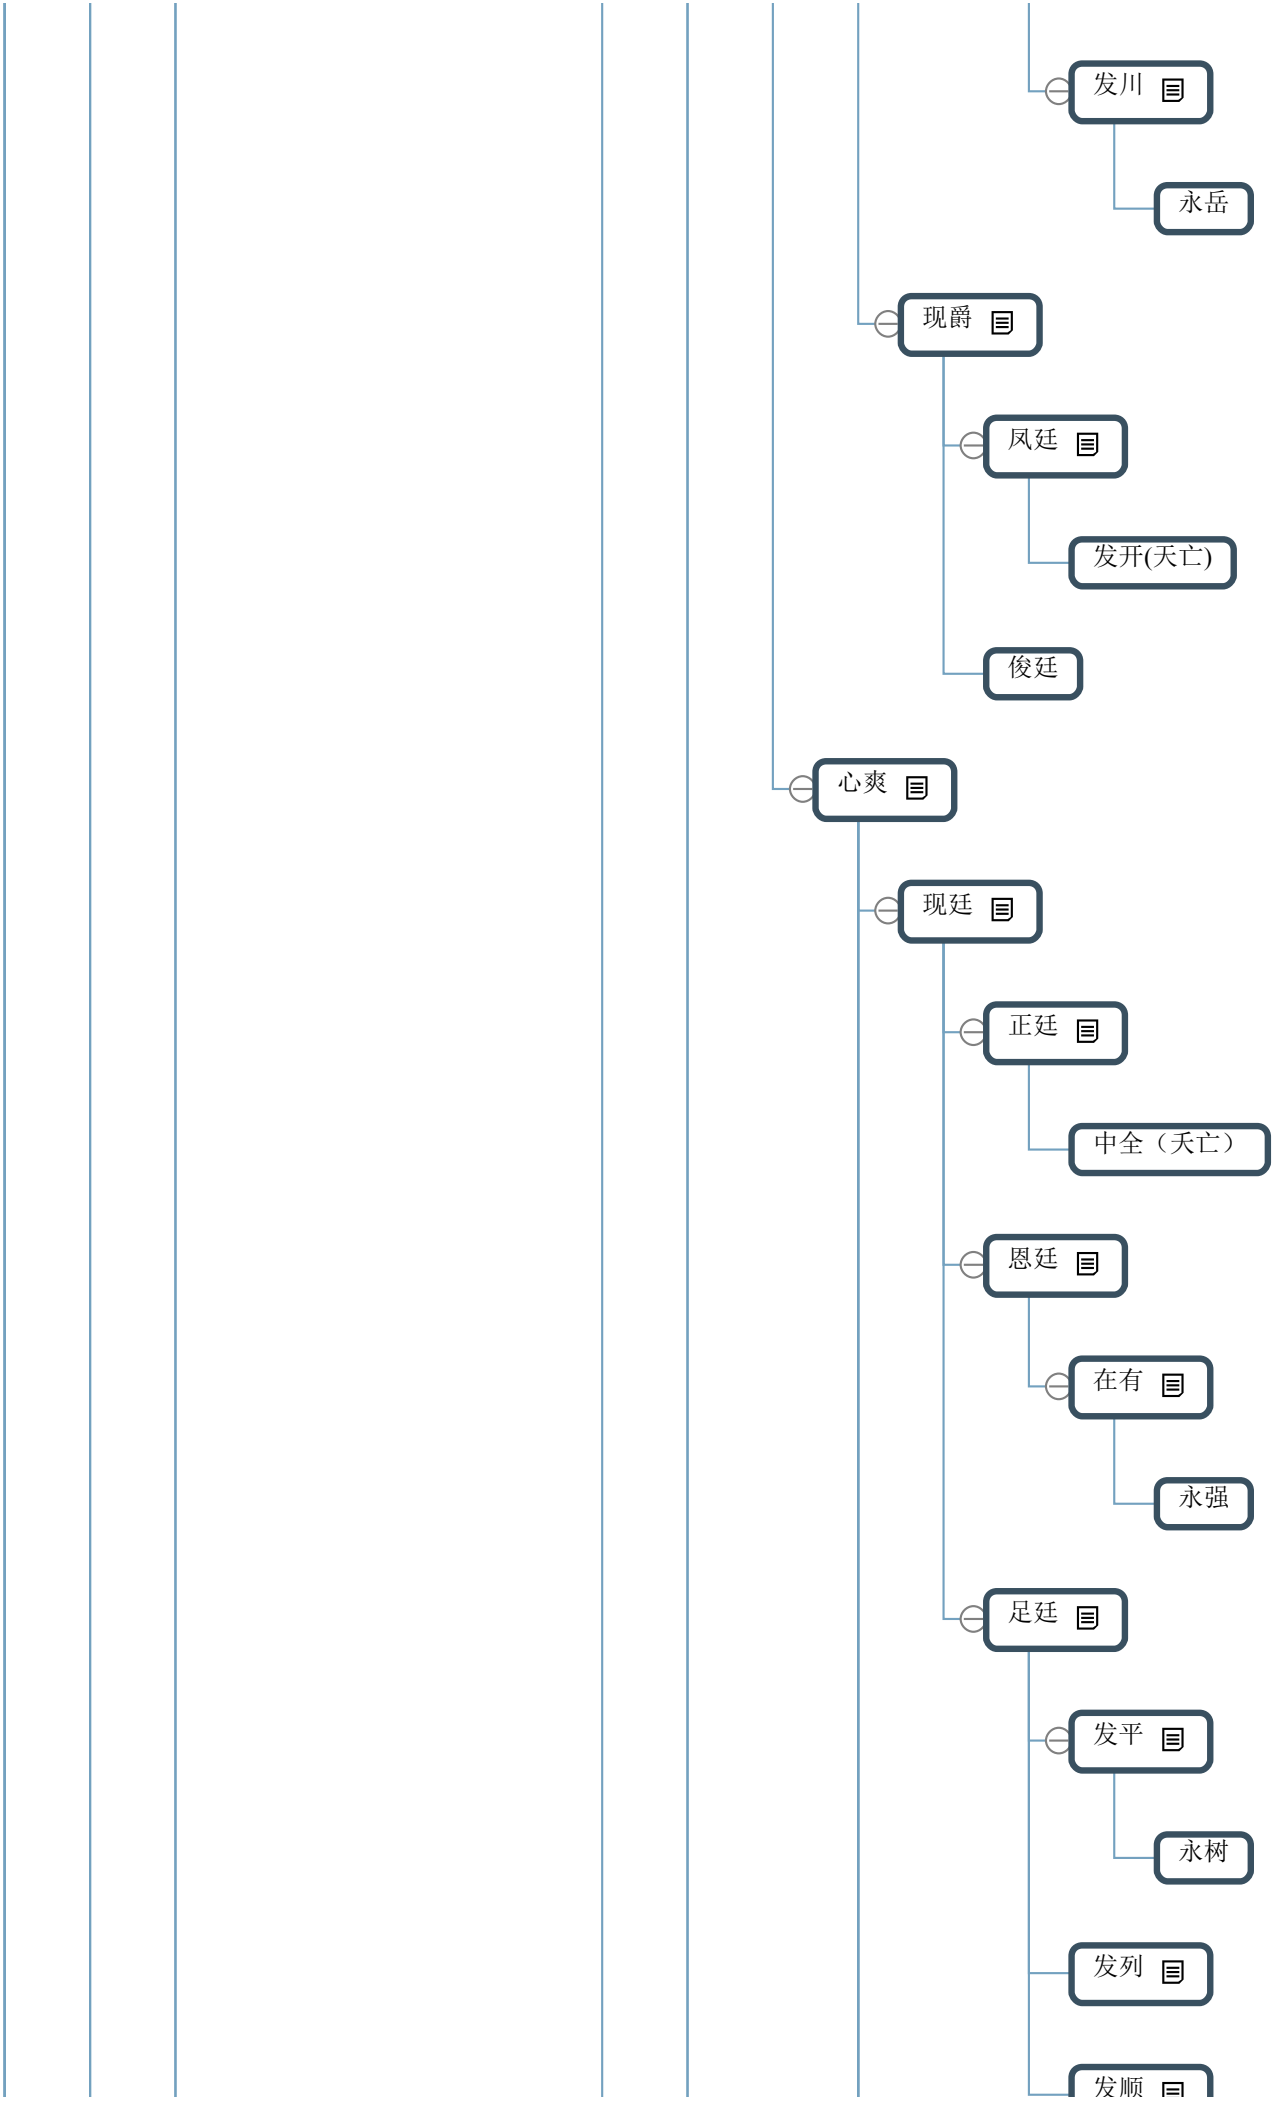 发川
永岳
现爵
凤廷
发开(天亡)
俊廷
心爽
现廷
正廷
中全（夭亡）
恩廷
在有
永强
足廷
发平
永树
发列
发顺